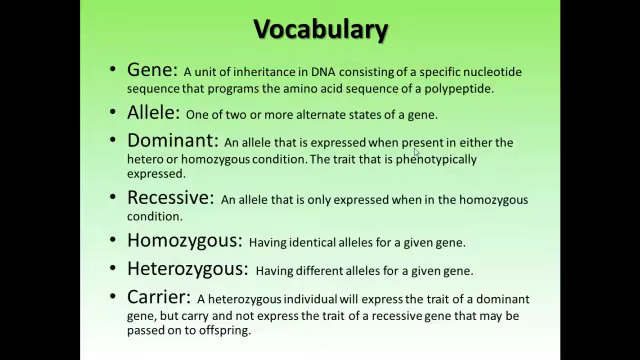 Vocabulary
• Gene: A unit of inheritance in DNA consisting of a specific nucleotide
sequence that programs the amino acid sequence of a polypeptide.
• Allele: One of two or more alternate states of a gene.
• Dominant: An allele that is expressed when present in either the
hetero or homozygous condition. The trait that is phenotypically
expressed.
• Recessive: An allele that is only expressed when in the homozygous
condition.
• Homozygous: Having identical alleles for a given gene.
• Heterozygous: Having different alleles for a given gene.
• Carrier: A heterozygous individual will express the trait of a dominant
gene, but carry and not express the trait of a recessive gene that may be
passed on to offspring.